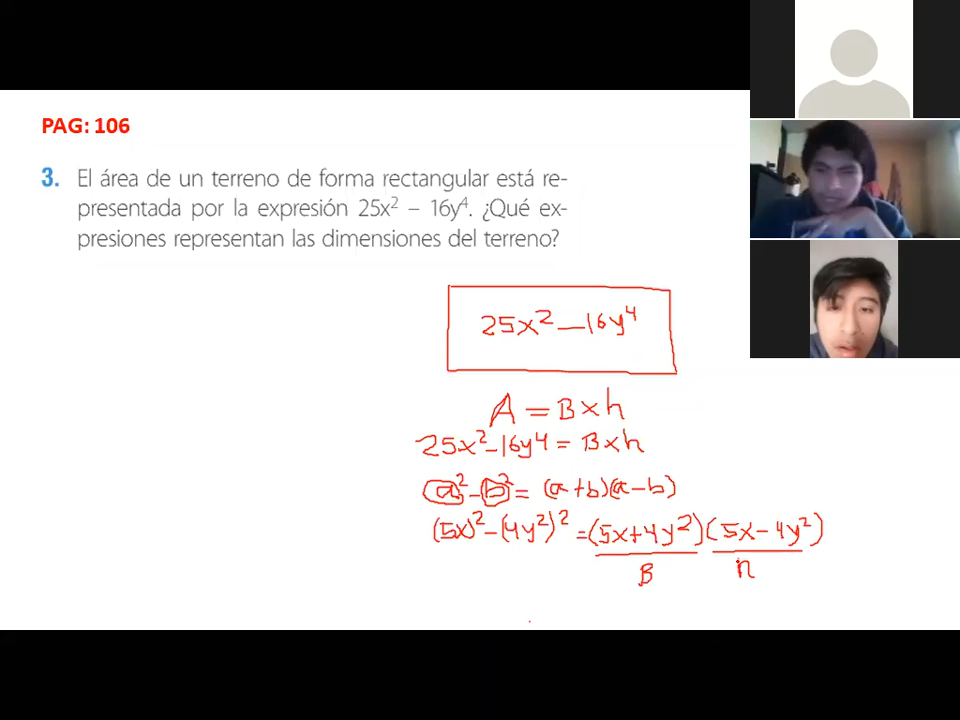 PAG: 106
3. El área de un terreno de forma rectangular está re-
presentada por la expresión 25x² – 16y⁴. ¿Qué ex-
presiones representan las dimensiones del terreno?
25x² – 16y⁴
A = B x h
25x² – 16y⁴ = B x h
a² – b² = (a + b)(a – b)
(5x)² – (4y²)² = (5x + 4y²)(5x – 4y²)
B h